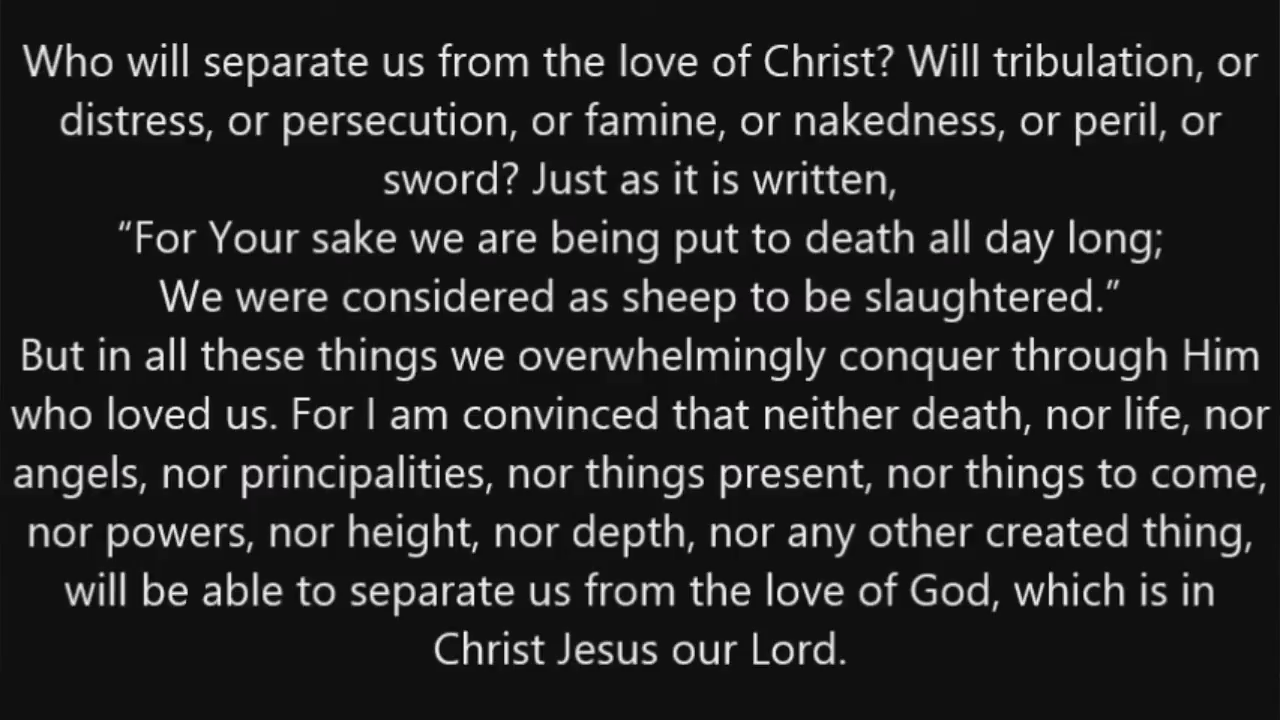 Who will separate us from the love of Christ? Will tribulation, or
distress, or persecution, or famine, or nakedness, or peril, or
sword? Just as it is written,
“For Your sake we are being put to death all day long;
We were considered as sheep to be slaughtered.”
But in all these things we overwhelmingly conquer through Him
who loved us. For I am convinced that neither death, nor life, nor
angels, nor principalities, nor things present, nor things to come,
nor powers, nor height, nor depth, nor any other created thing,
will be able to separate us from the love of God, which is in
Christ Jesus our Lord.